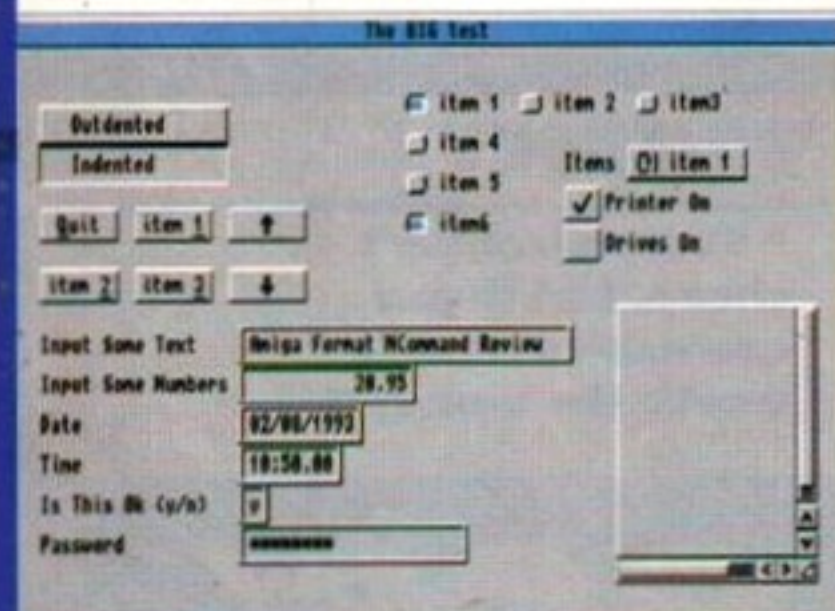 The BIG test
Outdented
Indented
item 1 item 2 item3
item 4
item 5
item6
Items item 1
Printer On
Drives On
Quit item 1
item 2 item 3
Input Some Text Amiga Format NCommand Review
Input Some Numbers 20.95
Date 02/08/1993
Time 10:50.00
Is This Ok (y/n) y
Password